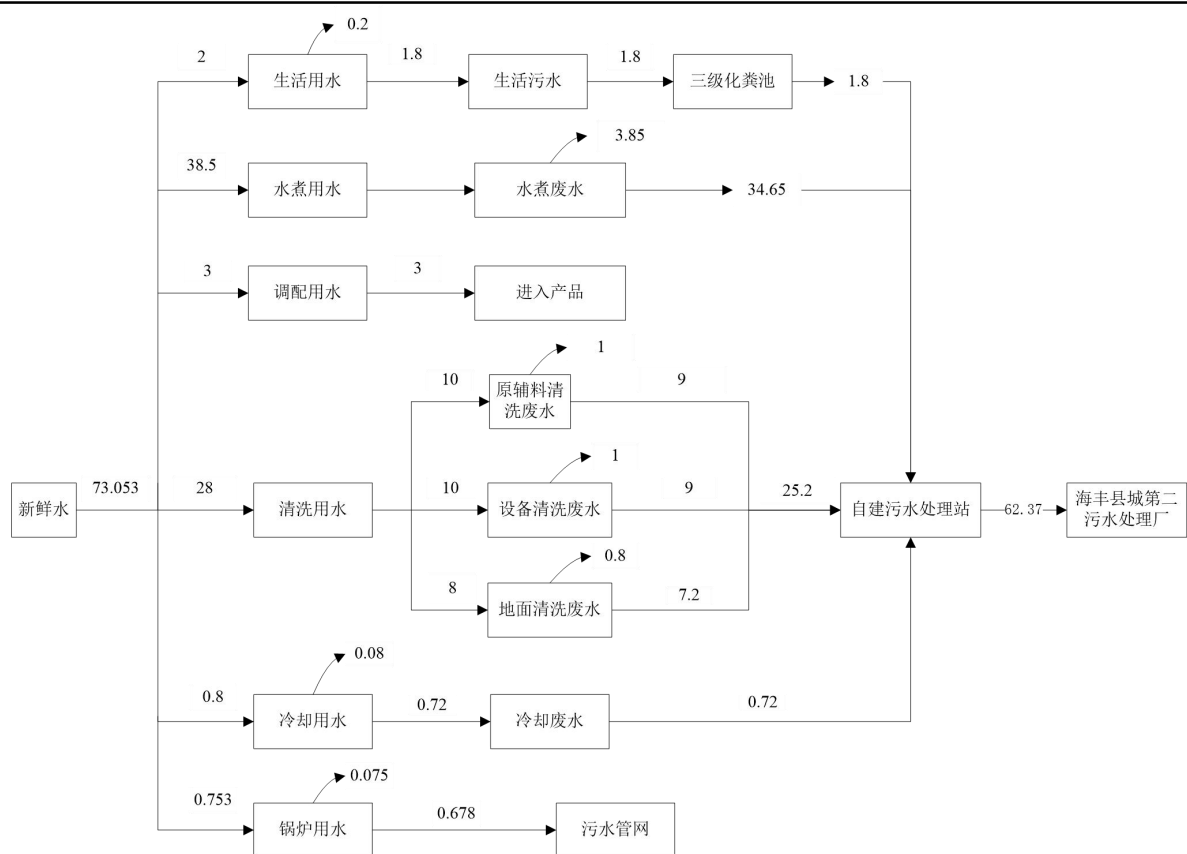 0.2
2
生活用水
1.8
生活污水
1.8
三级化粪池
1.8
3.85
38.5
水煮用水
水煮废水
34.65
3
调配用水
3
进入产品
1
10
原辅料清
洗废水
9
新鲜水
73.053
28
清洗用水
1
10
设备清洗废水
9
25.2
自建污水处理站
62.37
海丰县城第二
污水处理厂
0.8
8
地面清洗废水
7.2
0.08
0.8
冷却用水
0.72
冷却废水
0.72
0.075
0.753
锅炉用水
0.678
污水管网